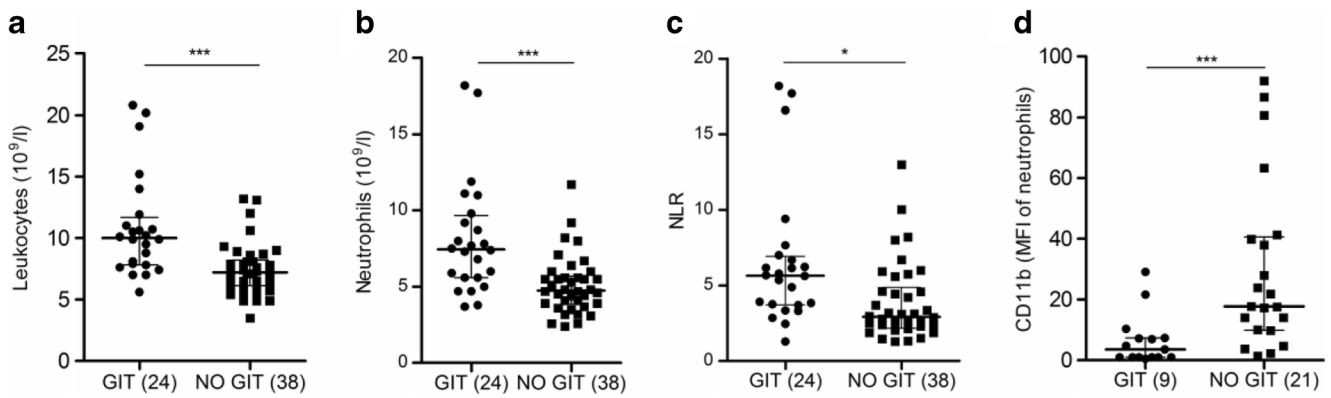 a
Leukocytes (10⁹/l)
25
20
15
10
5
0
***
GIT (24) NO GIT (38)
b
Neutrophils (10⁹/l)
20
15
10
5
0
***
GIT (24) NO GIT (38)
c
NLR
20
15
10
5
0
*
GIT (24) NO GIT (38)
d
CD11b (MFI of neutrophils)
100
80
60
40
20
0
***
GIT (9) NO GIT (21)